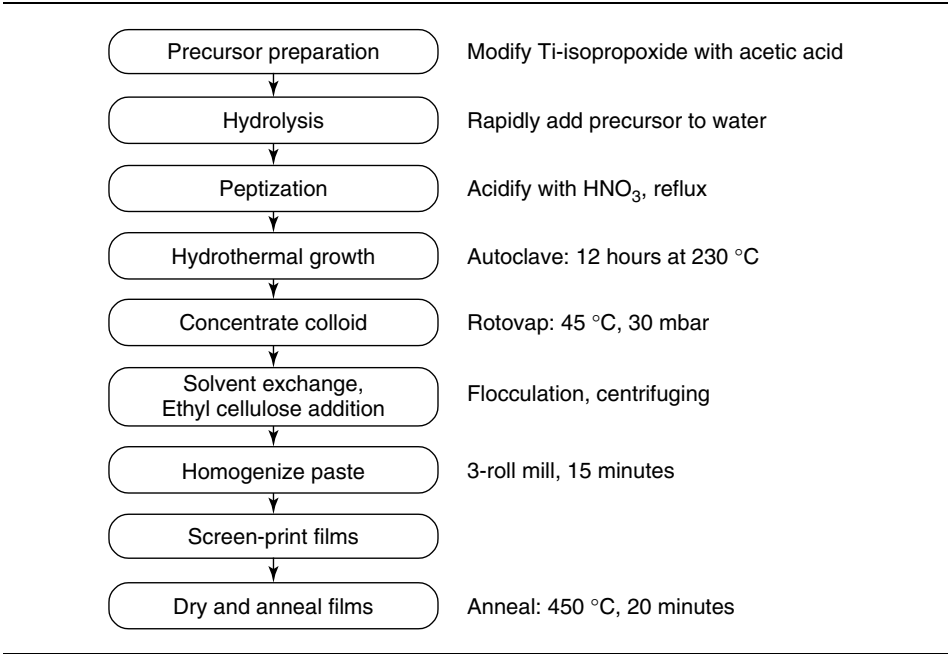 Precursor preparation Modify Ti-isopropoxide with acetic acid
Hydrolysis Rapidly add precursor to water
Peptization Acidify with HNO₃, reflux
Hydrothermal growth Autoclave: 12 hours at 230 °C
Concentrate colloid Rotovap: 45 °C, 30 mbar
Solvent exchange,
Ethyl cellulose addition Flocculation, centrifuging
Homogenize paste 3-roll mill, 15 minutes
Screen-print films
Dry and anneal films Anneal: 450 °C, 20 minutes